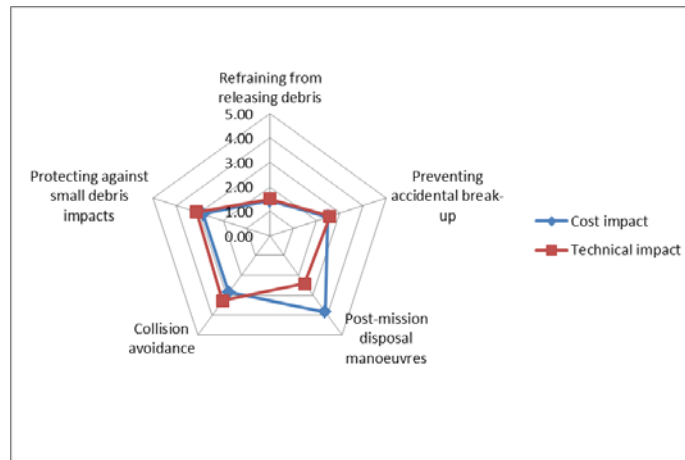 Refraining from
releasing debris
5.00
4.00
3.00
2.00
1.00
0.00
Protecting against
small debris
impacts
Preventing
accidental break-
up
Collision
avoidance
Post-mission
disposal
manoeuvres
Cost impact
Technical impact